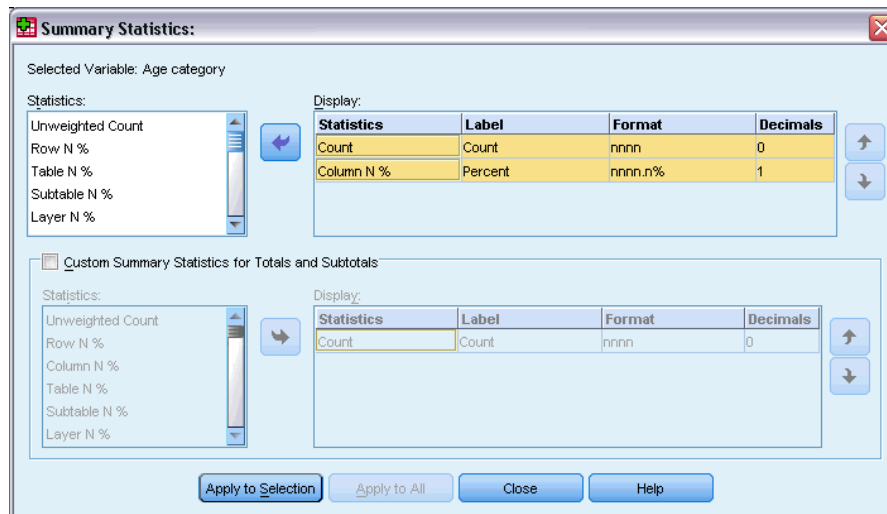 Summary Statistics:
Selected Variable: Age category
Statistics:
Unweighted Count
Row N %
Table N %
Subtable N %
Layer N %
Display:
Statistics Label Format Decimals
Count Count nnnn 0
Column N % Percent nnnn.n% 1
Custom Summary Statistics for Totals and Subtotals
Statistics:
Unweighted Count
Row N %
Column N %
Table N %
Subtable N %
Layer N %
Display:
Statistics Label Format Decimals
Count Count nnnn 0
Apply to Selection Apply to All Close Help